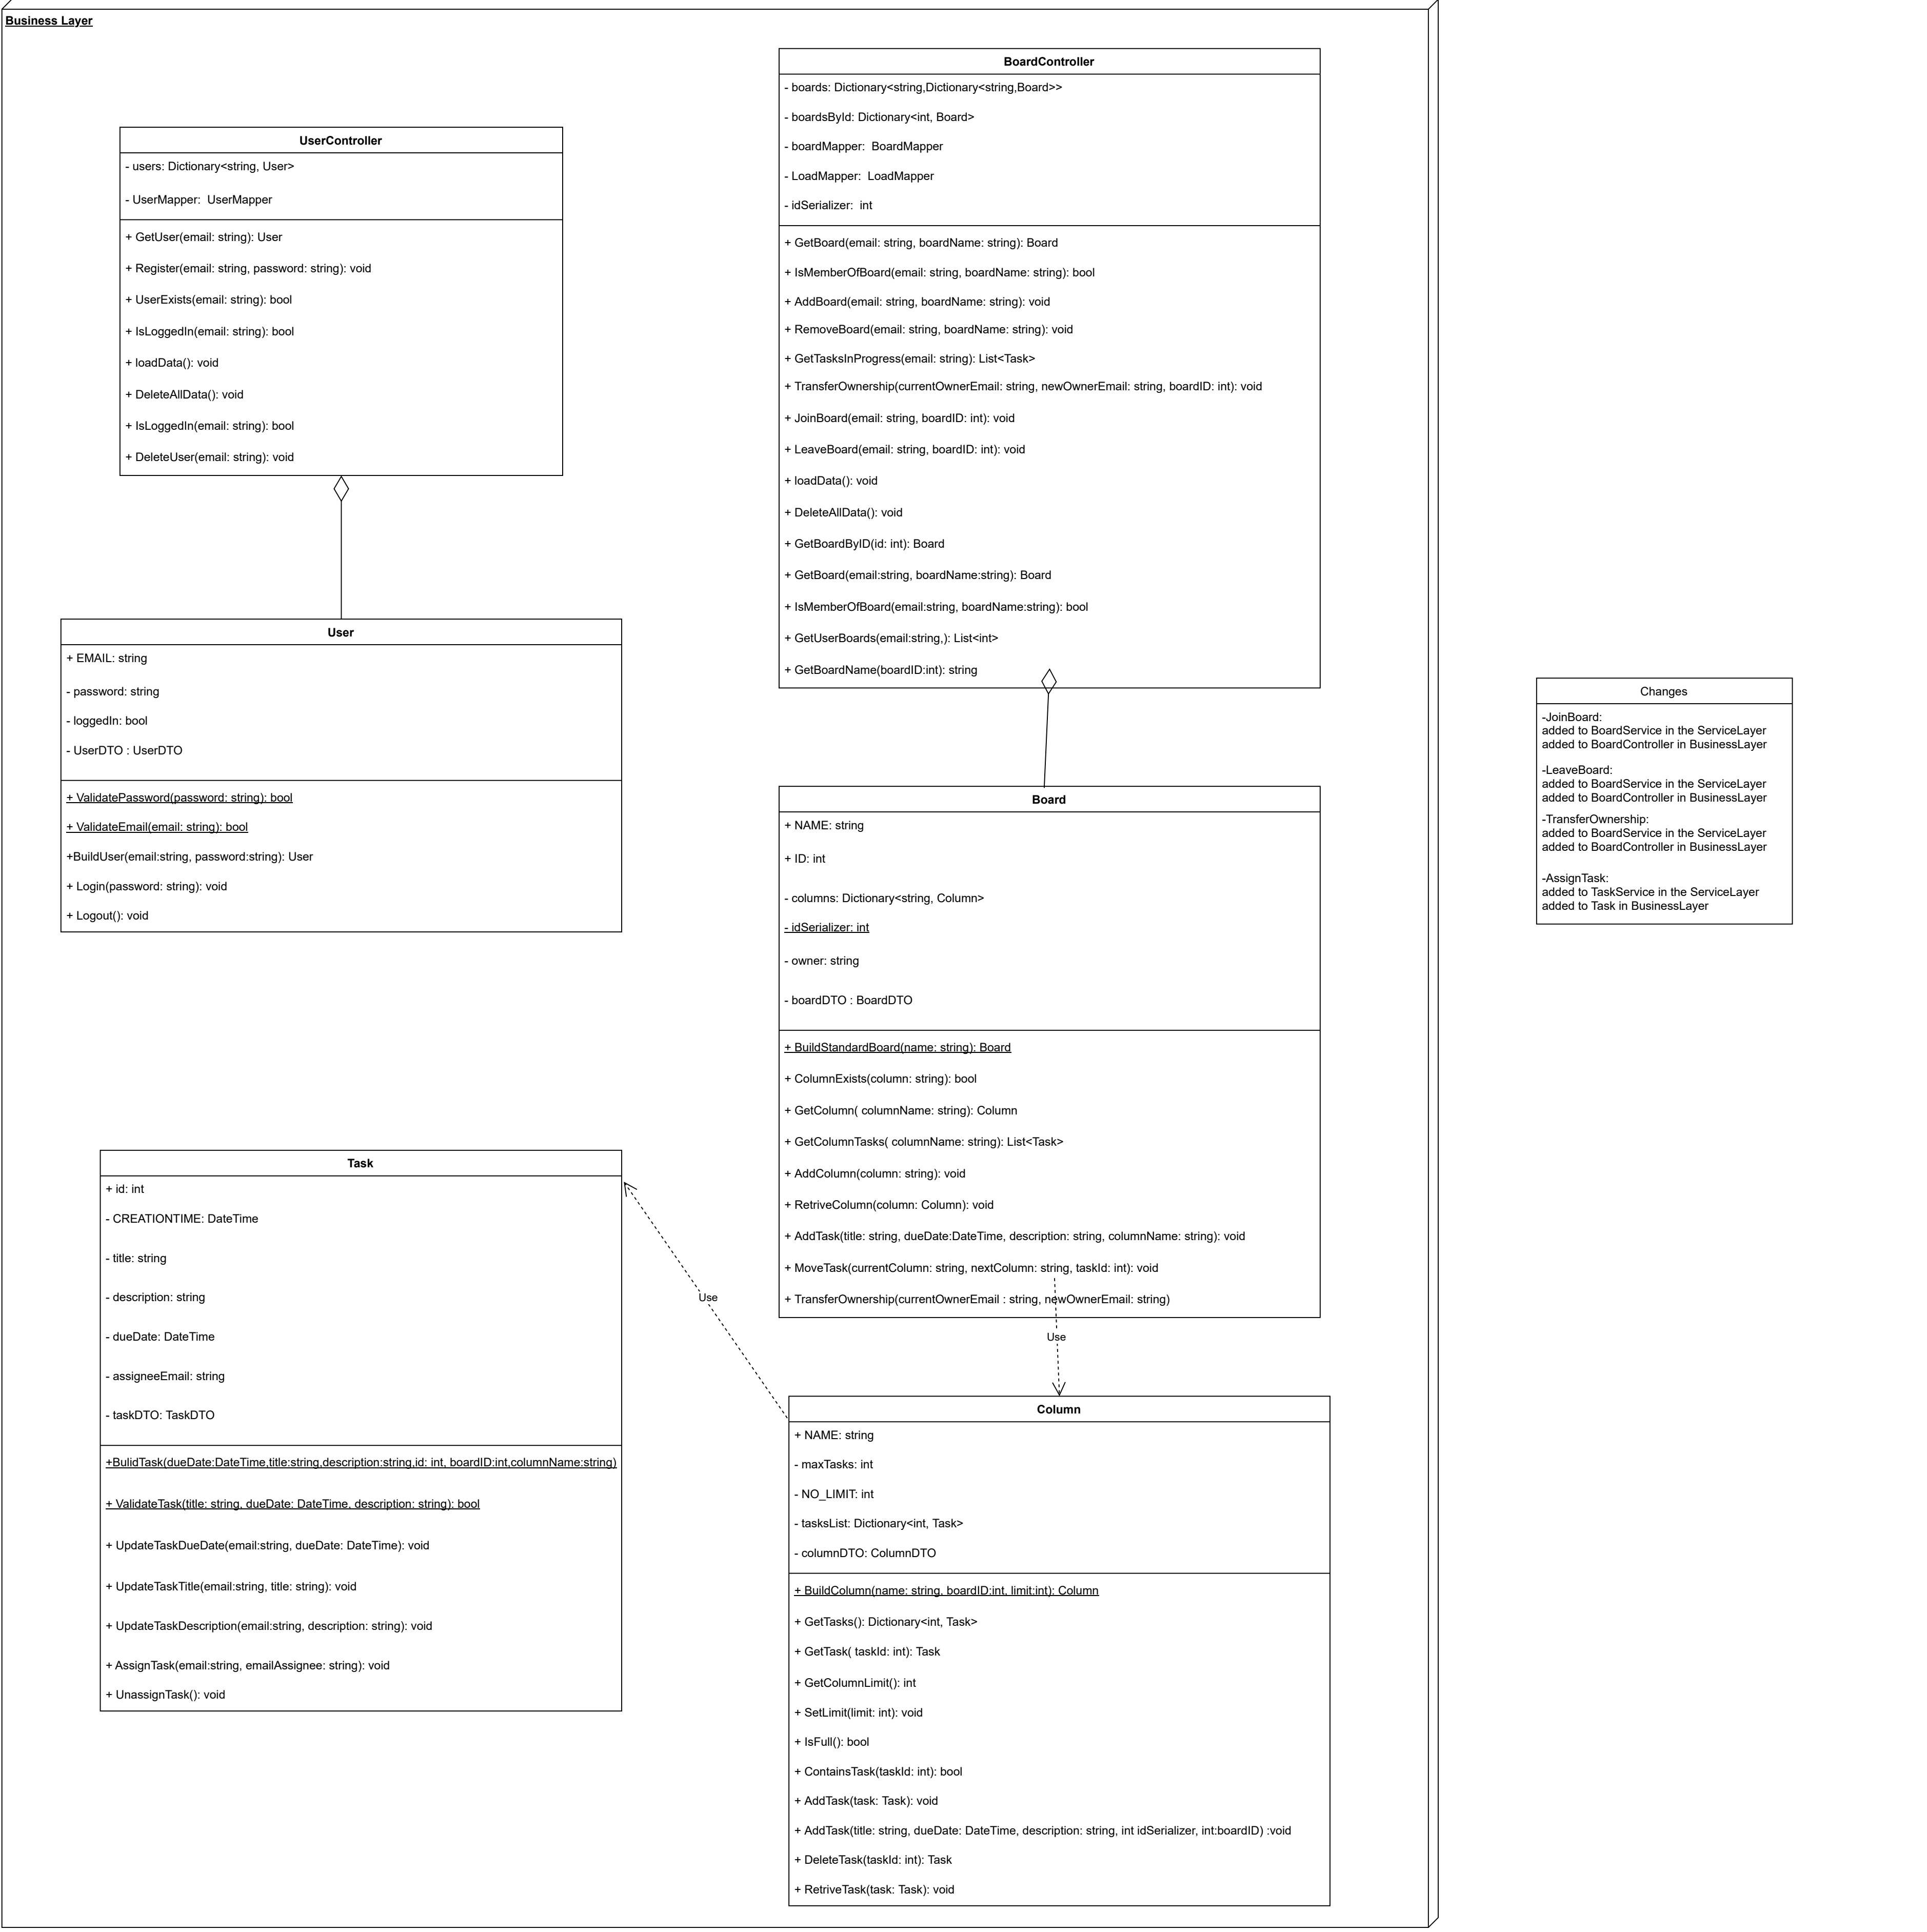 Business Layer
UserController
- users: Dictionary<string, User>
- UserMapper:  UserMapper
+ GetUser(email: string): User
+ Register(email: string, password: string): void
+ UserExists(email: string): bool
+ IsLoggedIn(email: string): bool
+ loadData(): void
+ DeleteAllData(): void
+ IsLoggedIn(email: string): bool
+ DeleteUser(email: string): void
BoardController
- boards: Dictionary<string,Dictionary<string,Board>>
- boardsById: Dictionary<int, Board>
- boardMapper:  BoardMapper
- LoadMapper:  LoadMapper
- idSerializer:  int
+ GetBoard(email: string, boardName: string): Board
+ IsMemberOfBoard(email: string, boardName: string): bool
+ AddBoard(email: string, boardName: string): void
+ RemoveBoard(email: string, boardName: string): void
+ GetTasksInProgress(email: string): List<Task>
+ TransferOwnership(currentOwnerEmail: string, newOwnerEmail: string, boardID: int): void
+ JoinBoard(email: string, boardID: int): void
+ LeaveBoard(email: string, boardID: int): void
+ loadData(): void
+ DeleteAllData(): void
+ GetBoardByID(id: int): Board
+ GetBoard(email:string, boardName:string): Board
+ IsMemberOfBoard(email:string, boardName:string): bool
+ GetUserBoards(email:string,): List<int>
+ GetBoardName(boardID:int): string
User
+ EMAIL: string
- password: string
- loggedIn: bool
- UserDTO : UserDTO
+ ValidatePassword(password: string): bool
+ ValidateEmail(email: string): bool
+BuildUser(email:string, password:string): User
+ Login(password: string): void
+ Logout(): void
Board
+ NAME: string
+ ID: int
- columns: Dictionary<string, Column>
- idSerializer: int
- owner: string
- boardDTO : BoardDTO
+ BuildStandardBoard(name: string): Board
+ ColumnExists(column: string): bool
+ GetColumn( columnName: string): Column
+ GetColumnTasks( columnName: string): List<Task>
+ AddColumn(column: string): void
+ RetriveColumn(column: Column): void
+ AddTask(title: string, dueDate:DateTime, description: string, columnName: string): void
+ MoveTask(currentColumn: string, nextColumn: string, taskId: int): void
+ TransferOwnership(currentOwnerEmail : string, newOwnerEmail: string)
Changes
-JoinBoard:
added to BoardService in the ServiceLayer
added to BoardController in BusinessLayer
-LeaveBoard:
added to BoardService in the ServiceLayer
added to BoardController in BusinessLayer
-TransferOwnership:
added to BoardService in the ServiceLayer
added to BoardController in BusinessLayer
-AssignTask:
added to TaskService in the ServiceLayer
added to Task in BusinessLayer
Task
+ id: int
- CREATIONTIME: DateTime
- title: string
- description: string
- dueDate: DateTime
- assigneeEmail: string
- taskDTO: TaskDTO
+BulidTask(dueDate:DateTime,title:string,description:string,id: int, boardID:int,columnName:string)
+ ValidateTask(title: string, dueDate: DateTime, description: string): bool
+ UpdateTaskDueDate(email:string, dueDate: DateTime): void
+ UpdateTaskTitle(email:string, title: string): void
+ UpdateTaskDescription(email:string, description: string): void
+ AssignTask(email:string, emailAssignee: string): void
+ UnassignTask(): void
Use
Use
Column
+ NAME: string
- maxTasks: int
- NO_LIMIT: int
- tasksList: Dictionary<int, Task>
- columnDTO: ColumnDTO
+ BuildColumn(name: string, boardID:int, limit:int): Column
+ GetTasks(): Dictionary<int, Task>
+ GetTask( taskId: int): Task
+ GetColumnLimit(): int
+ SetLimit(limit: int): void
+ IsFull(): bool
+ ContainsTask(taskId: int): bool
+ AddTask(task: Task): void
+ AddTask(title: string, dueDate: DateTime, description: string, int idSerializer, int:boardID) :void
+ DeleteTask(taskId: int): Task
+ RetriveTask(task: Task): void